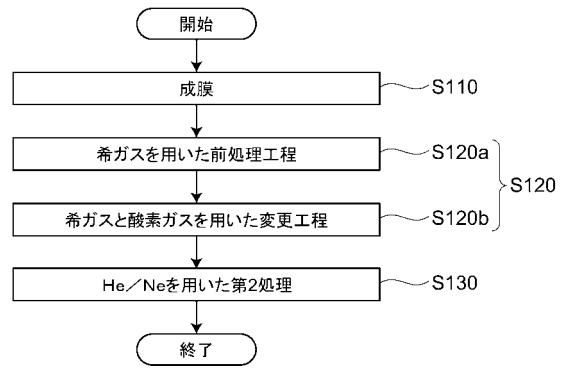 開始
成膜
S110
希ガスを用いた前処理工程
S120a
S120
希ガスと酸素ガスを用いた変更工程
S120b
He/Neを用いた第2処理
S130
終了